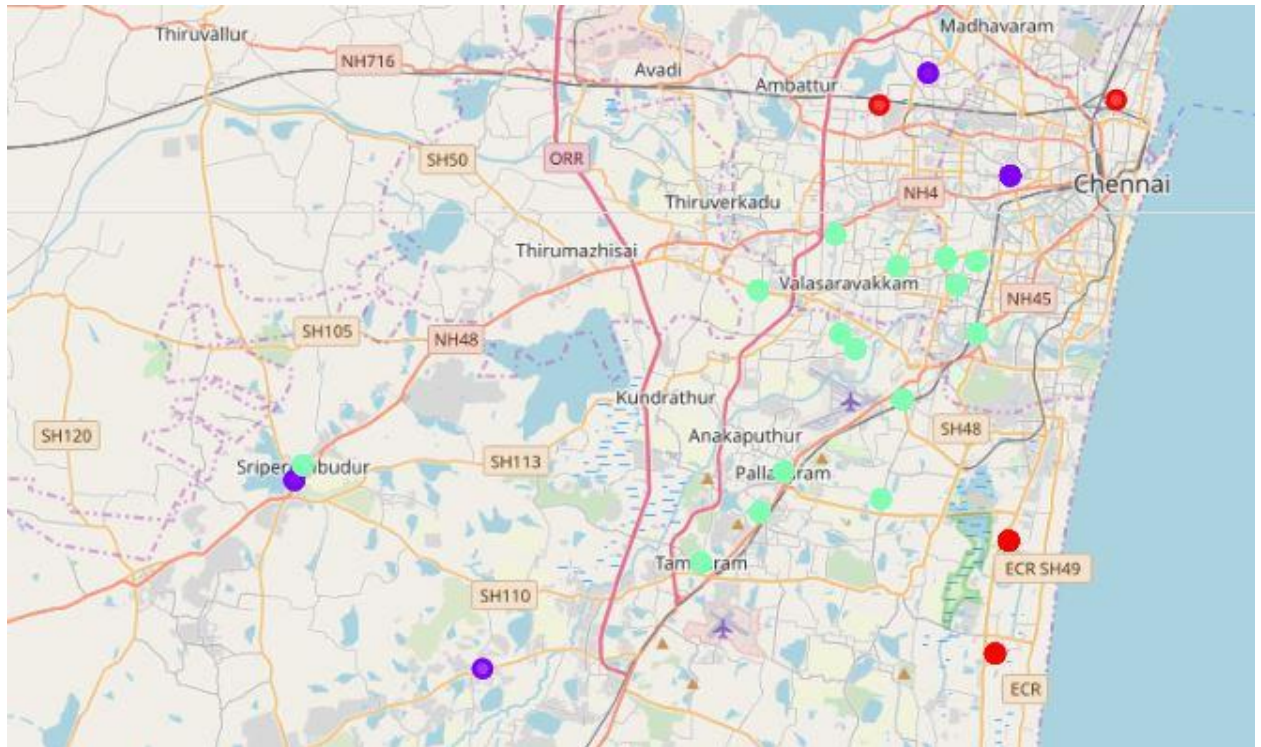 Madhavaram
Thiruvallur
NH716
Avadi
Ambattur
SH50
ORR
Chennai
NH4
Thiruverkadu
Thirumazhisai
Valasaravakkam
NH45
SH105
NH48
Kundrathur
SH120
SH48
Anakaputhur
SH113
ECR SH49
SH110
ECR